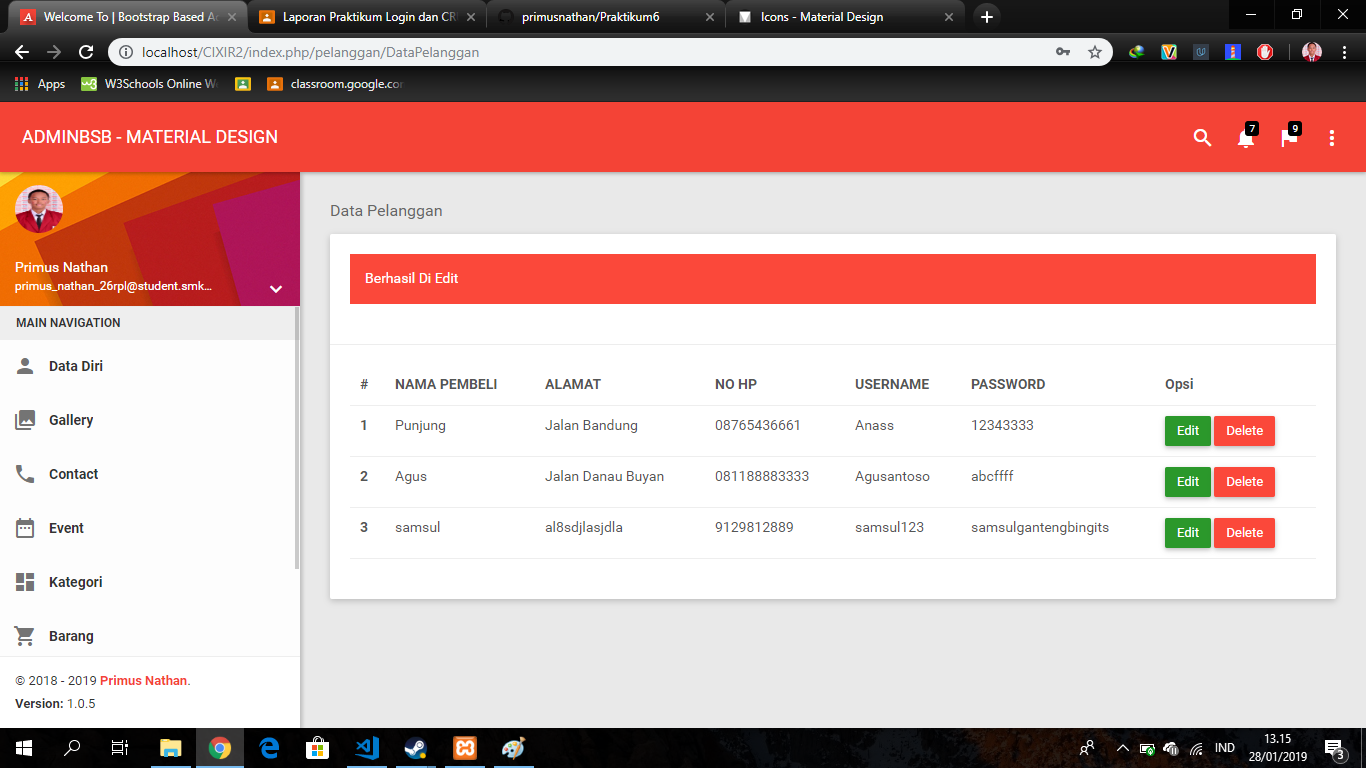 Welcome To | Bootstrap Based Ad
Laporan Praktikum Login dan CR
primusnathan/Praktikum6
Icons - Material Design
localhost/CIXIR2/index.php/pelanggan/DataPelanggan
Apps
W3Schools Online W
classroom.google.co
ADMINBSB - MATERIAL DESIGN
7
9
Primus Nathan
primus_nathan_26rpl@student.smk...
MAIN NAVIGATION
Data Diri
Gallery
Contact
Event
Kategori
Barang
© 2018 - 2019 Primus Nathan.
Version: 1.0.5
Data Pelanggan
Berhasil Di Edit
# NAMA PEMBELI ALAMAT NO HP USERNAME PASSWORD Opsi
1 Punjung Jalan Bandung 08765436661 Anass 12343333 Edit Delete
2 Agus Jalan Danau Buyan 081188883333 Agusantoso abcffff Edit Delete
3 samsul al8sdjlasjdla 9129812889 samsul123 samsulgantengbingits Edit Delete
IND
13.15
28/01/2019
3